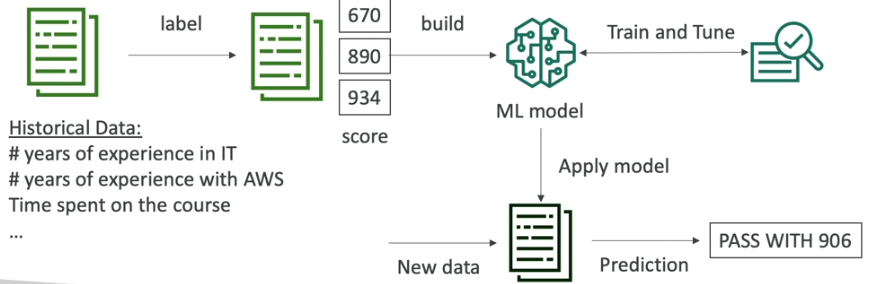 label
670
890
934
score
build
ML model
Train and Tune
Historical Data:
# years of experience in IT
# years of experience with AWS
Time spent on the course
...
Apply model
New data
Prediction
PASS WITH 906